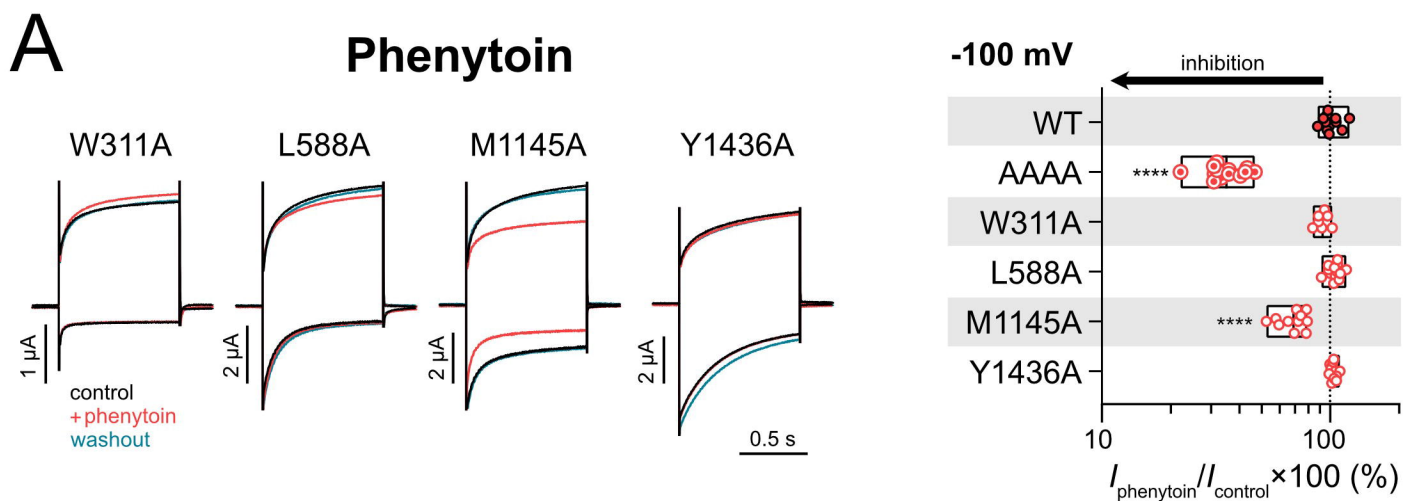 A
Phenytoin
W311A
L588A
M1145A
Y1436A
1 µA
2 µA
2 µA
2 µA
control
+phenytoin
washout
0.5 s
-100 mV
inhibition
WT
AAAA
****
W311A
L588A
M1145A
****
Y1436A
10 100
Iphenytoin/Icontrol×100 (%)